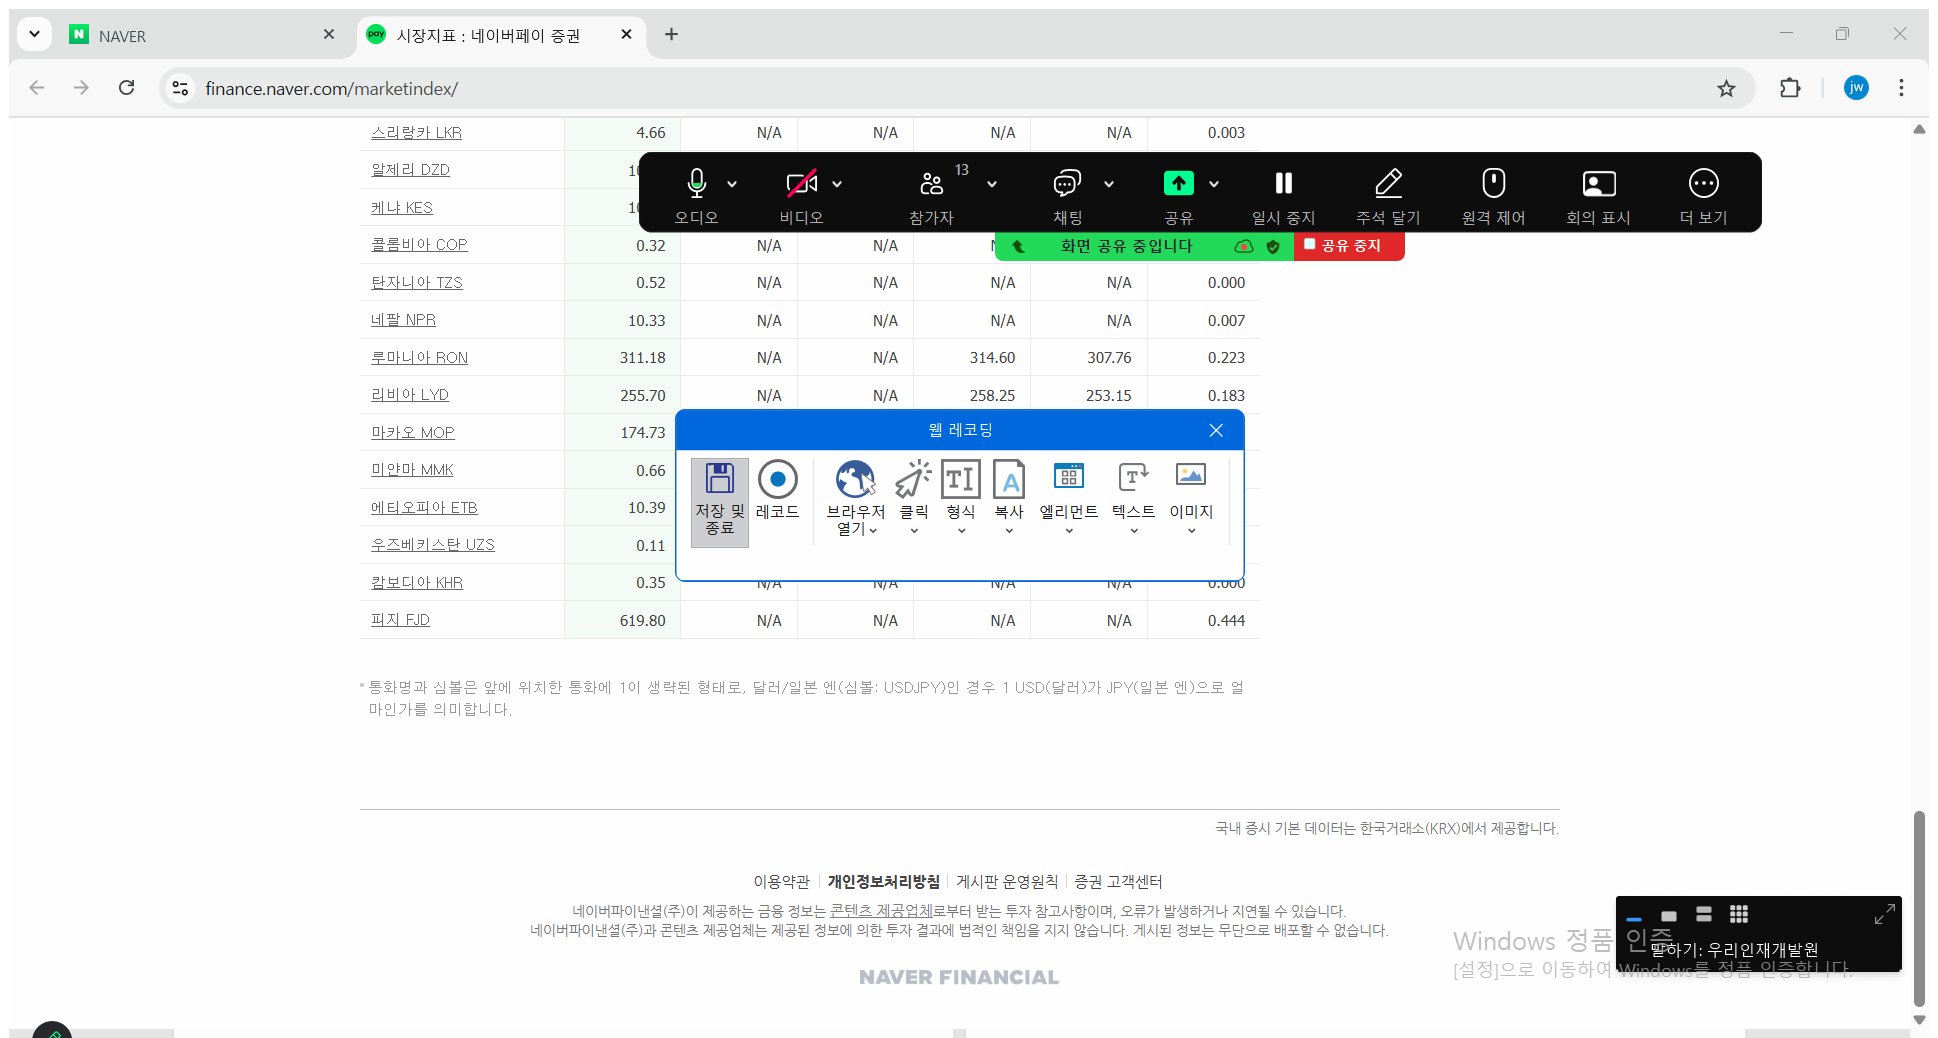 NAVER
시장지표 : 네이버페이 증권
finance.naver.com/marketindex/
jw
스리랑카 LKR 4.66 N/A N/A N/A N/A 0.003
알제리 DZD
케냐 KES
콜롬비아 COP 0.32 N/A N/A N/A 0.000
탄자니아 TZS 0.52 N/A N/A N/A N/A 0.000
네팔 NPR 10.33 N/A N/A N/A N/A 0.007
루마니아 RON 311.18 N/A N/A 314.60 307.76 0.223
리비아 LYD 255.70 N/A N/A 258.25 253.15 0.183
마카오 MOP 174.73
미얀마 MMK 0.66
에티오피아 ETB 10.39
우즈베키스탄 UZS 0.11
캄보디아 KHR 0.35 N/A N/A N/A N/A 0.000
피지 FJD 619.80 N/A N/A N/A N/A 0.444
13
오디오 비디오 참가자 채팅 공유 일시 중지 주석 달기 원격 제어 회의 표시 더 보기
화면 공유 중입니다 공유 중지
웹 레코딩
저장 및 종료 레코드 브라우저 열기 클릭 형식 복사 엘리먼트 텍스트 이미지
* 통화명과 심볼은 앞에 위치한 통화에 1이 생략된 형태로, 달러/일본 엔(심볼: USDJPY)인 경우 1 USD(달러)가 JPY(일본 엔)으로 얼
마인가를 의미합니다.
국내 증시 기본 데이터는 한국거래소(KRX)에서 제공합니다.
이용약관 개인정보처리방침 게시판 운영원칙 증권 고객센터
네이버파이낸셜(주)이 제공하는 금융 정보는 콘텐츠 제공업체로부터 받는 투자 참고사항이며, 오류가 발생하거나 지연될 수 있습니다.
네이버파이낸셜(주)과 콘텐츠 제공업체는 제공된 정보에 의한 투자 결과에 법적인 책임을 지지 않습니다. 게시된 정보는 무단으로 배포할 수 없습니다.
NAVER FINANCIAL
Windows 정품 인증
[설정]으로 이동하여 Windows를 정품 인증합니다.
말하기: 우리인재개발원